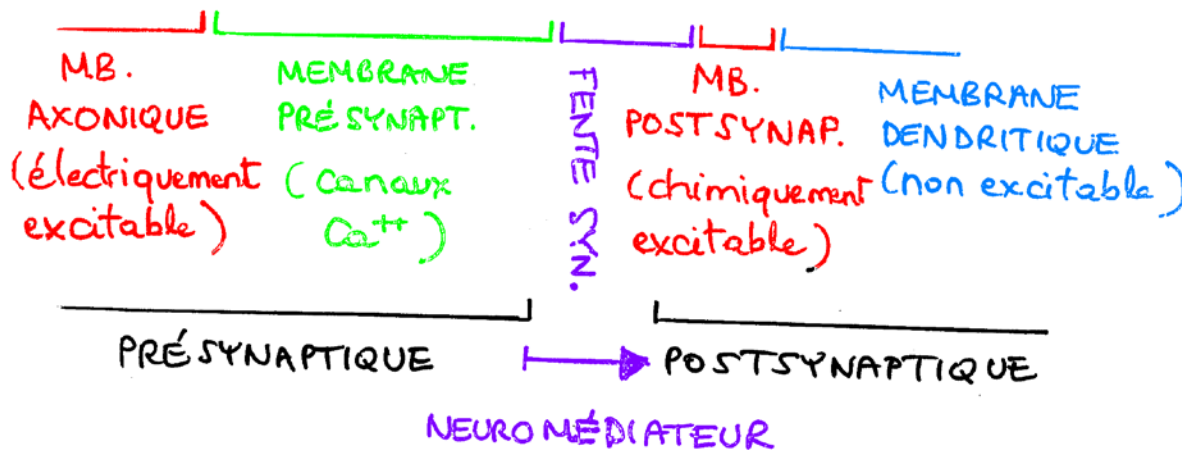 MB.
AXONIQUE
(électriquement
excitable)
MEMBRANE
PRÉSYNAPT.
(Canaux
Ca++)
FENTE SYN.
MB.
POSTSYNAP.
(chimiquement
excitable)
MEMBRANE
DENDRITIQUE
(non excitable)
PRÉSYNAPTIQUE
POSTSYNAPTIQUE
NEUROMÉDIATEUR